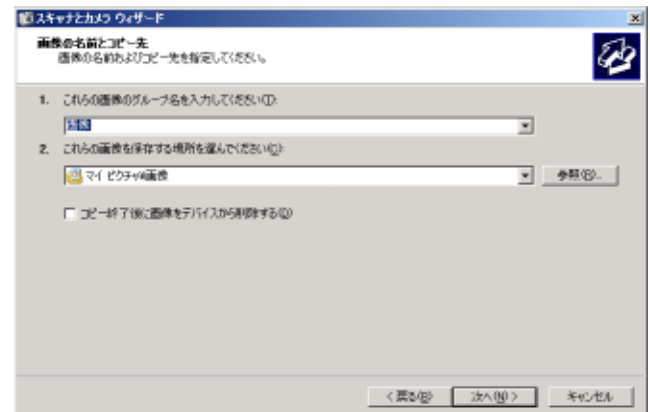 スキャナとカメラ ウィザード
画像の名前とコピー先
画像の名前およびコピー先を指定してください。
1. これらの画像のグループ名を入力してください(T):
画像
2. これらの画像を保存する場所を選んでください(C):
マイ ピクチャ¥画像
参照(B)...
コピー終了後に画像をデバイスから削除する(D)
< 戻る(B)
次へ(N) >
キャンセル